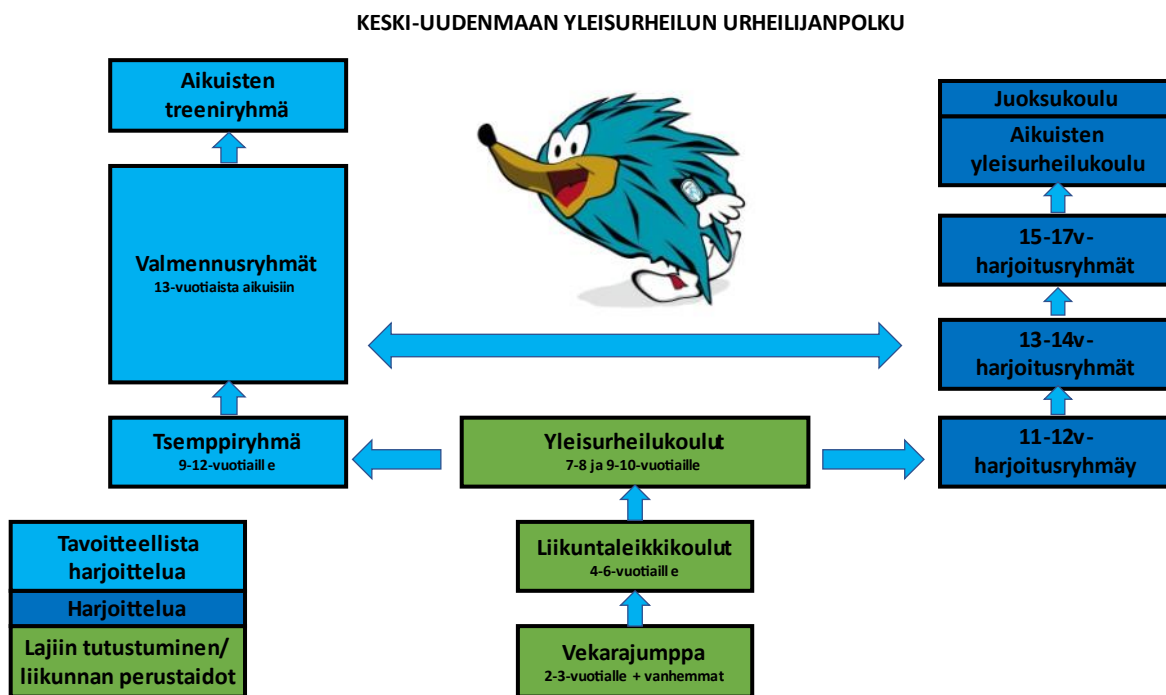 KESKI-UUDENMAAN YLEISURHEILUN URHEILIJANPOLKU
Aikuisten
treeniryhmä
Valmennusryhmät
13-vuotiaista aikuisiin
Tsemppiryhmä
9-12-vuotiaille
Juoksukoulu
Aikuisten
yleisurheilukoulu
15-17v-
harjoitusryhmät
13-14v-
harjoitusryhmät
11-12v-
harjoitusryhmäy
Yleisurheilukoulut
7-8 ja 9-10-vuotiaille
Liikuntaleikkikoulut
4-6-vuotiaille
Vekarajumppa
2-3-vuotialle + vanhemmat
Tavoitteellista
harjoittelua
Harjoittelua
Lajiin tutustuminen/
liikunnan perustaidot